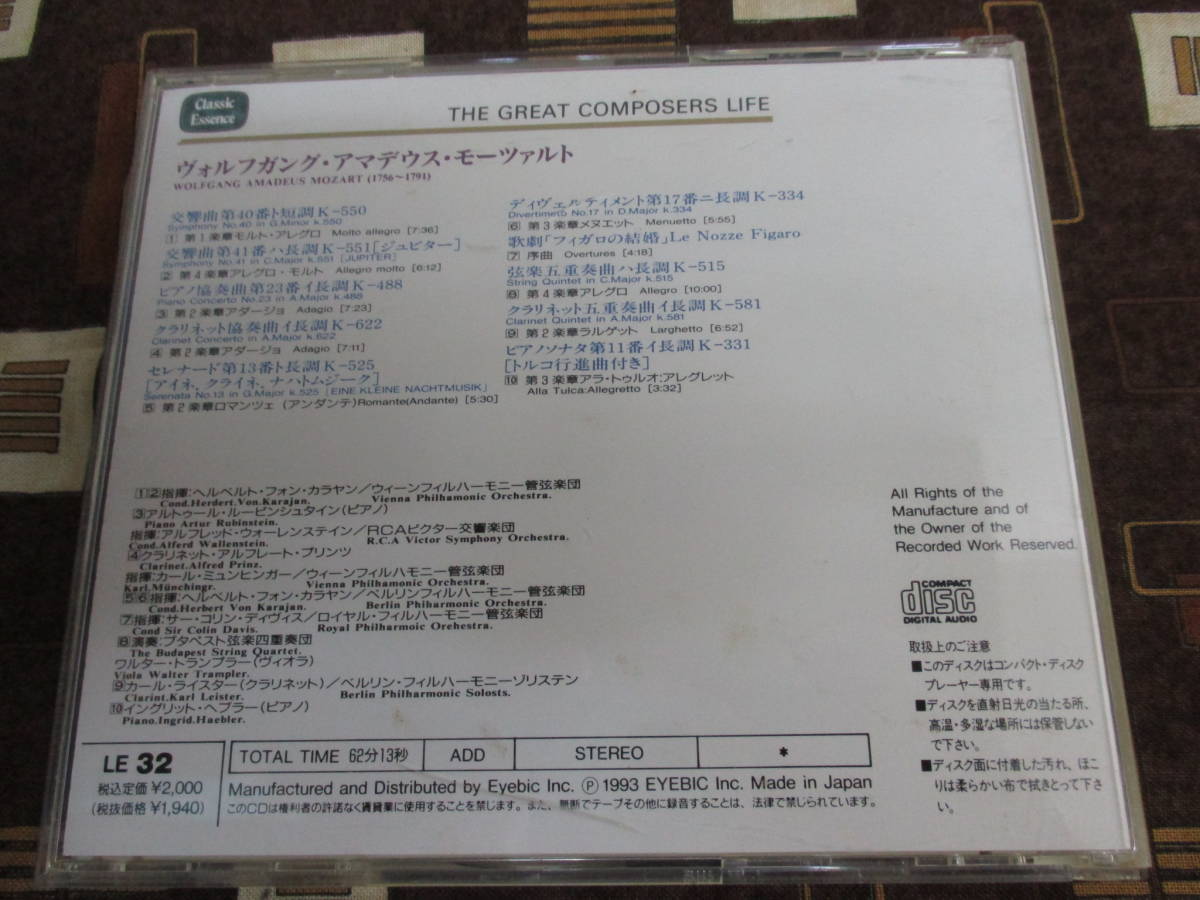 Classic
Essence
THE GREAT COMPOSERS LIFE
ヴォルフガング・アマデウス・モーツァルト
WOLFGANG AMADEUS MOZART (1756~1791)
交響曲第40番ト短調K-550
Symphony No.40 in G.Minor k.550
1 第1楽章モルト・アレグロ Molto allegro [7:36]
交響曲第41番ハ長調K-551[ジュピター]
Symphony No.41 in C.Major k.551 [JUPITER]
2 第4楽章アレグロ・モルト Allegro molto [6:12]
ピアノ協奏曲第23番イ長調K-488
Piano Concerto No.23 in A.Major k.488
3 第2楽章アダージョ Adagio [7:23]
クラリネット協奏曲イ長調K-622
Clarinet Concerto in A.Major k.622
4 第2楽章アダージョ Adagio [7:11]
セレナード第13番ト長調K-525
[アイネ、クライネ、ナハトムジーク]
Serenata No.13 in G.Major k.525 [EINE KLEINE NACHTMUSIK]
5 第2楽章ロマンツェ (アンダンテ)Romante(Andante) [5:30]
ディヴェルティメント第17番ニ長調K-334
Divertimeto No.17 in D.Major k.334
6 第3楽章メヌエット Menuetto [5:55]
歌劇「フィガロの結婚」Le Nozze Figaro
7 序曲 Overtures [4:18]
弦楽五重奏曲ハ長調K-515
String Quintet in C.Major k.515
8 第4楽章アレグロ Allegro [10:00]
クラリネット五重奏曲イ長調K-581
Clarinet Quintet in A.Major k.581
9 第2楽章ラルゲット Larghetto [6:52]
ピアノソナタ第11番イ長調K-331
[トルコ行進曲付き]
10 第3楽章アラ・トゥルオ:アレグレット
Alla Tulca:Allegretto [3:32]
12指揮:ヘルベルト・フォン・カラヤン/ウィーンフィルハーモニー管弦楽団
Cond.Herdert.Von.Karajan. Vienna Philhamonic Orchestra.
3アルトゥール・ルービンシュタイン(ピアノ)
Piano Artur Rubinstein.
指揮:アルフレッド・ウォーレンステイン/RCAビクター交響楽団
Cond.Alferd Wallenstein. R.C.A Victor Symphony Orchestra.
4クラリネット・アルフレート・プリンツ
Clarinet.Alfred Prinz.
指揮:カール・ミュンヒンガー/ウィーンフィルハモニー管弦楽団
Karl.Münchingr. Vienna Philhamonic Orchestra.
56指揮:ヘルベルト・フォン・カラヤン/ベルリンフィルハーモニー管弦楽団
Cond.Herbert Von Karajan. Berlin Philharmonic Orchestra.
7指揮:サー・コリン・ディヴィス/ロイヤル・フィルハーモニー管弦楽団
Cond Sir Colin Davis. Royal Philharmoic Orchestra.
8演奏:ブタペスト弦楽四重奏団
The Budapest String Quartet.
ワルター・トランプラー(ヴィオラ)
Viola Walter Trampler.
9カール・ライスター(クラリネット)/ベルリン・フィルハーモニーゾリステン
Clarint.Karl Leister. Berlin Philharmonic Solosts.
10イングリット・ヘブラー(ピアノ)
Piano.Ingrid.Haebler.
All Rights of the
Manufacture and of
the Owner of the
Recorded Work Reserved.
COMPACT
disc
DIGITAL AUDIO
取扱上のご注意
■このディスクはコンパクト・ディスク
プレーヤー専用です。
■ディスクを直射日光の当たる所、
高温・多湿な場所には保管しない
で下さい。
■ディスク面に付着した汚れ、ほこ
りは柔らかい布で拭きとって下さ
い。
LE 32
税込定価 ¥2,000
(税抜価格 ¥1,940)
TOTAL TIME 62分13秒 ADD STEREO *
Manufactured and Distributed by Eyebic Inc. Ⓟ 1993 EYEBIC Inc. Made in Japan
このCDは権利者の許諾なく賃貸業に使用することを禁じます。また、無断でテープその他に録音することは、法律で禁じられています。